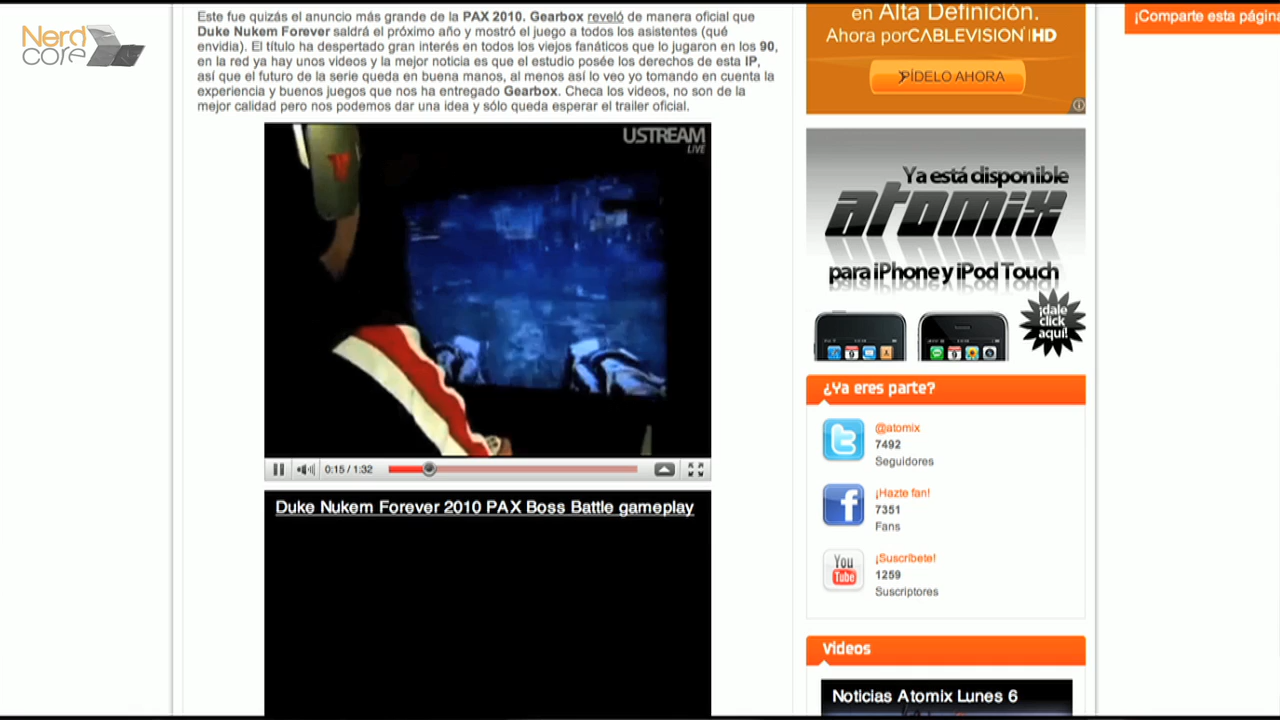 Nerd
core
Este fue quizás el anuncio más grande de la PAX 2010. Gearbox reveló de manera oficial que
Duke Nukem Forever saldrá el próximo año y mostró el juego a todos los asistentes (qué
envidia). El título ha despertado gran interés en todos los viejos fanáticos que lo jugaron en los 90,
en la red ya hay unos videos y la mejor noticia es que el estudio posée los derechos de esta IP,
así que el futuro de la serie queda en buena manos, al menos así lo veo yo tomando en cuenta la
experiencia y buenos juegos que nos ha entregado Gearbox. Checa los videos, no son de la
mejor calidad pero nos podemos dar una idea y sólo queda esperar el trailer oficial.
USTREAM
LIVE
0:15 / 1:32
Duke Nukem Forever 2010 PAX Boss Battle gameplay
en Alta Definición.
Ahora por CABLEVISION HD
PÍDELO AHORA
¡Comparte esta página
Ya está disponible
atomix
para iPhone y iPod Touch
¡dale
click
aquí!
¿Ya eres parte?
@atomix
7492
Seguidores
¡Hazte fan!
7351
Fans
You
Tube
¡Suscríbete!
1259
Suscriptores
Videos
Noticias Atomix Lunes 6